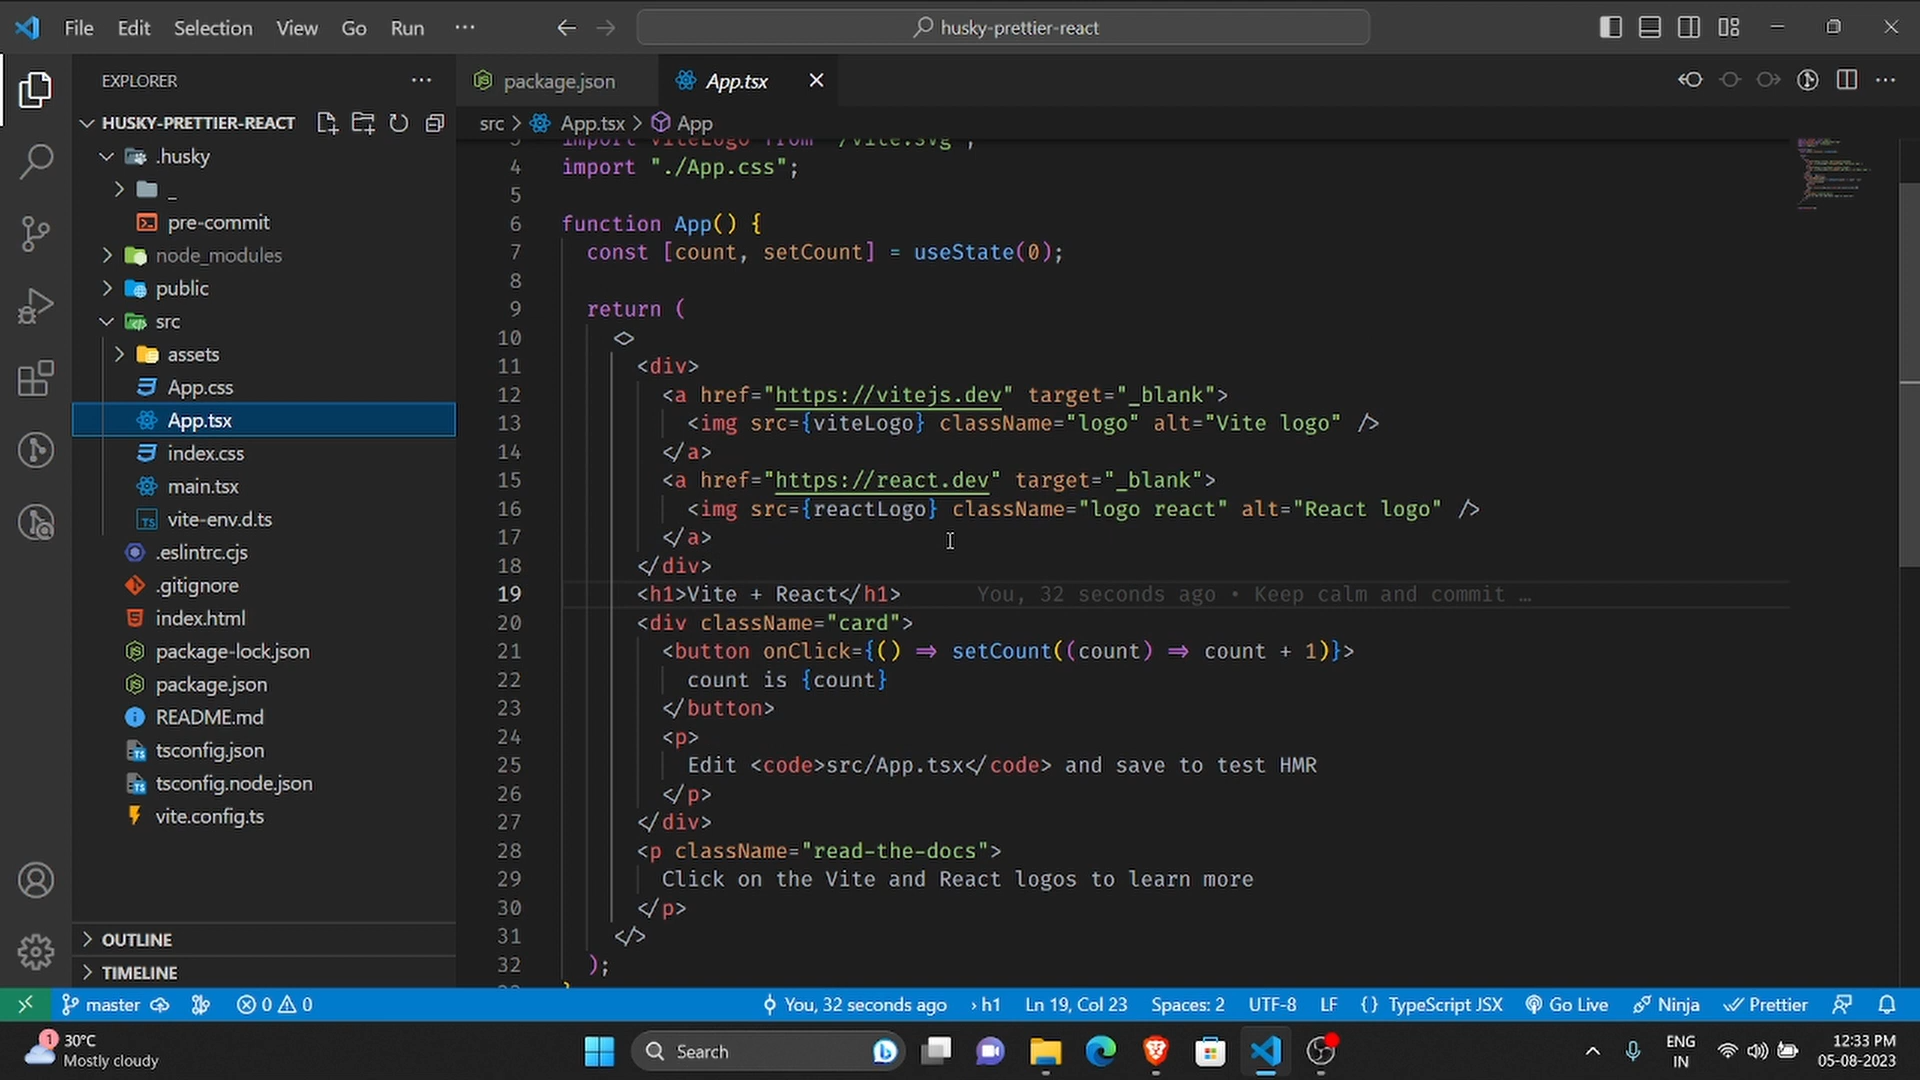 File Edit Selection View Go Run ···
husky-prettier-react
EXPLORER
HUSKY-PRETTIER-REACT
.husky
_
pre-commit
node_modules
public
src
assets
App.css
App.tsx
index.css
main.tsx
vite-env.d.ts
.eslintrc.cjs
.gitignore
index.html
package-lock.json
package.json
README.md
tsconfig.json
tsconfig.node.json
vite.config.ts
OUTLINE
TIMELINE
package.json App.tsx
src > App.tsx > App
3 import viteLogo from "/vite.svg";
4 import "./App.css";
5
6 function App() {
7 const [count, setCount] = useState(0);
8
9 return (
10 <>
11 <div>
12 <a href="https://vitejs.dev" target="_blank">
13 <img src={viteLogo} className="logo" alt="Vite logo" />
14 </a>
15 <a href="https://react.dev" target="_blank">
16 <img src={reactLogo} className="logo react" alt="React logo" />
17 </a>
18 </div>
19 <h1>Vite + React</h1> You, 32 seconds ago • Keep calm and commit …
20 <div className="card">
21 <button onClick={() => setCount((count) => count + 1)}>
22 count is {count}
23 </button>
24 <p>
25 Edit <code>src/App.tsx</code> and save to test HMR
26 </p>
27 </div>
28 <p className="read-the-docs">
29 Click on the Vite and React logos to learn more
30 </p>
31 </>
32 );
master 0 0 You, 32 seconds ago > h1 Ln 19, Col 23 Spaces: 2 UTF-8 LF {} TypeScript JSX Go Live Ninja Prettier
1 30°C
Mostly cloudy
Search
ENG
IN
12:33 PM
05-08-2023